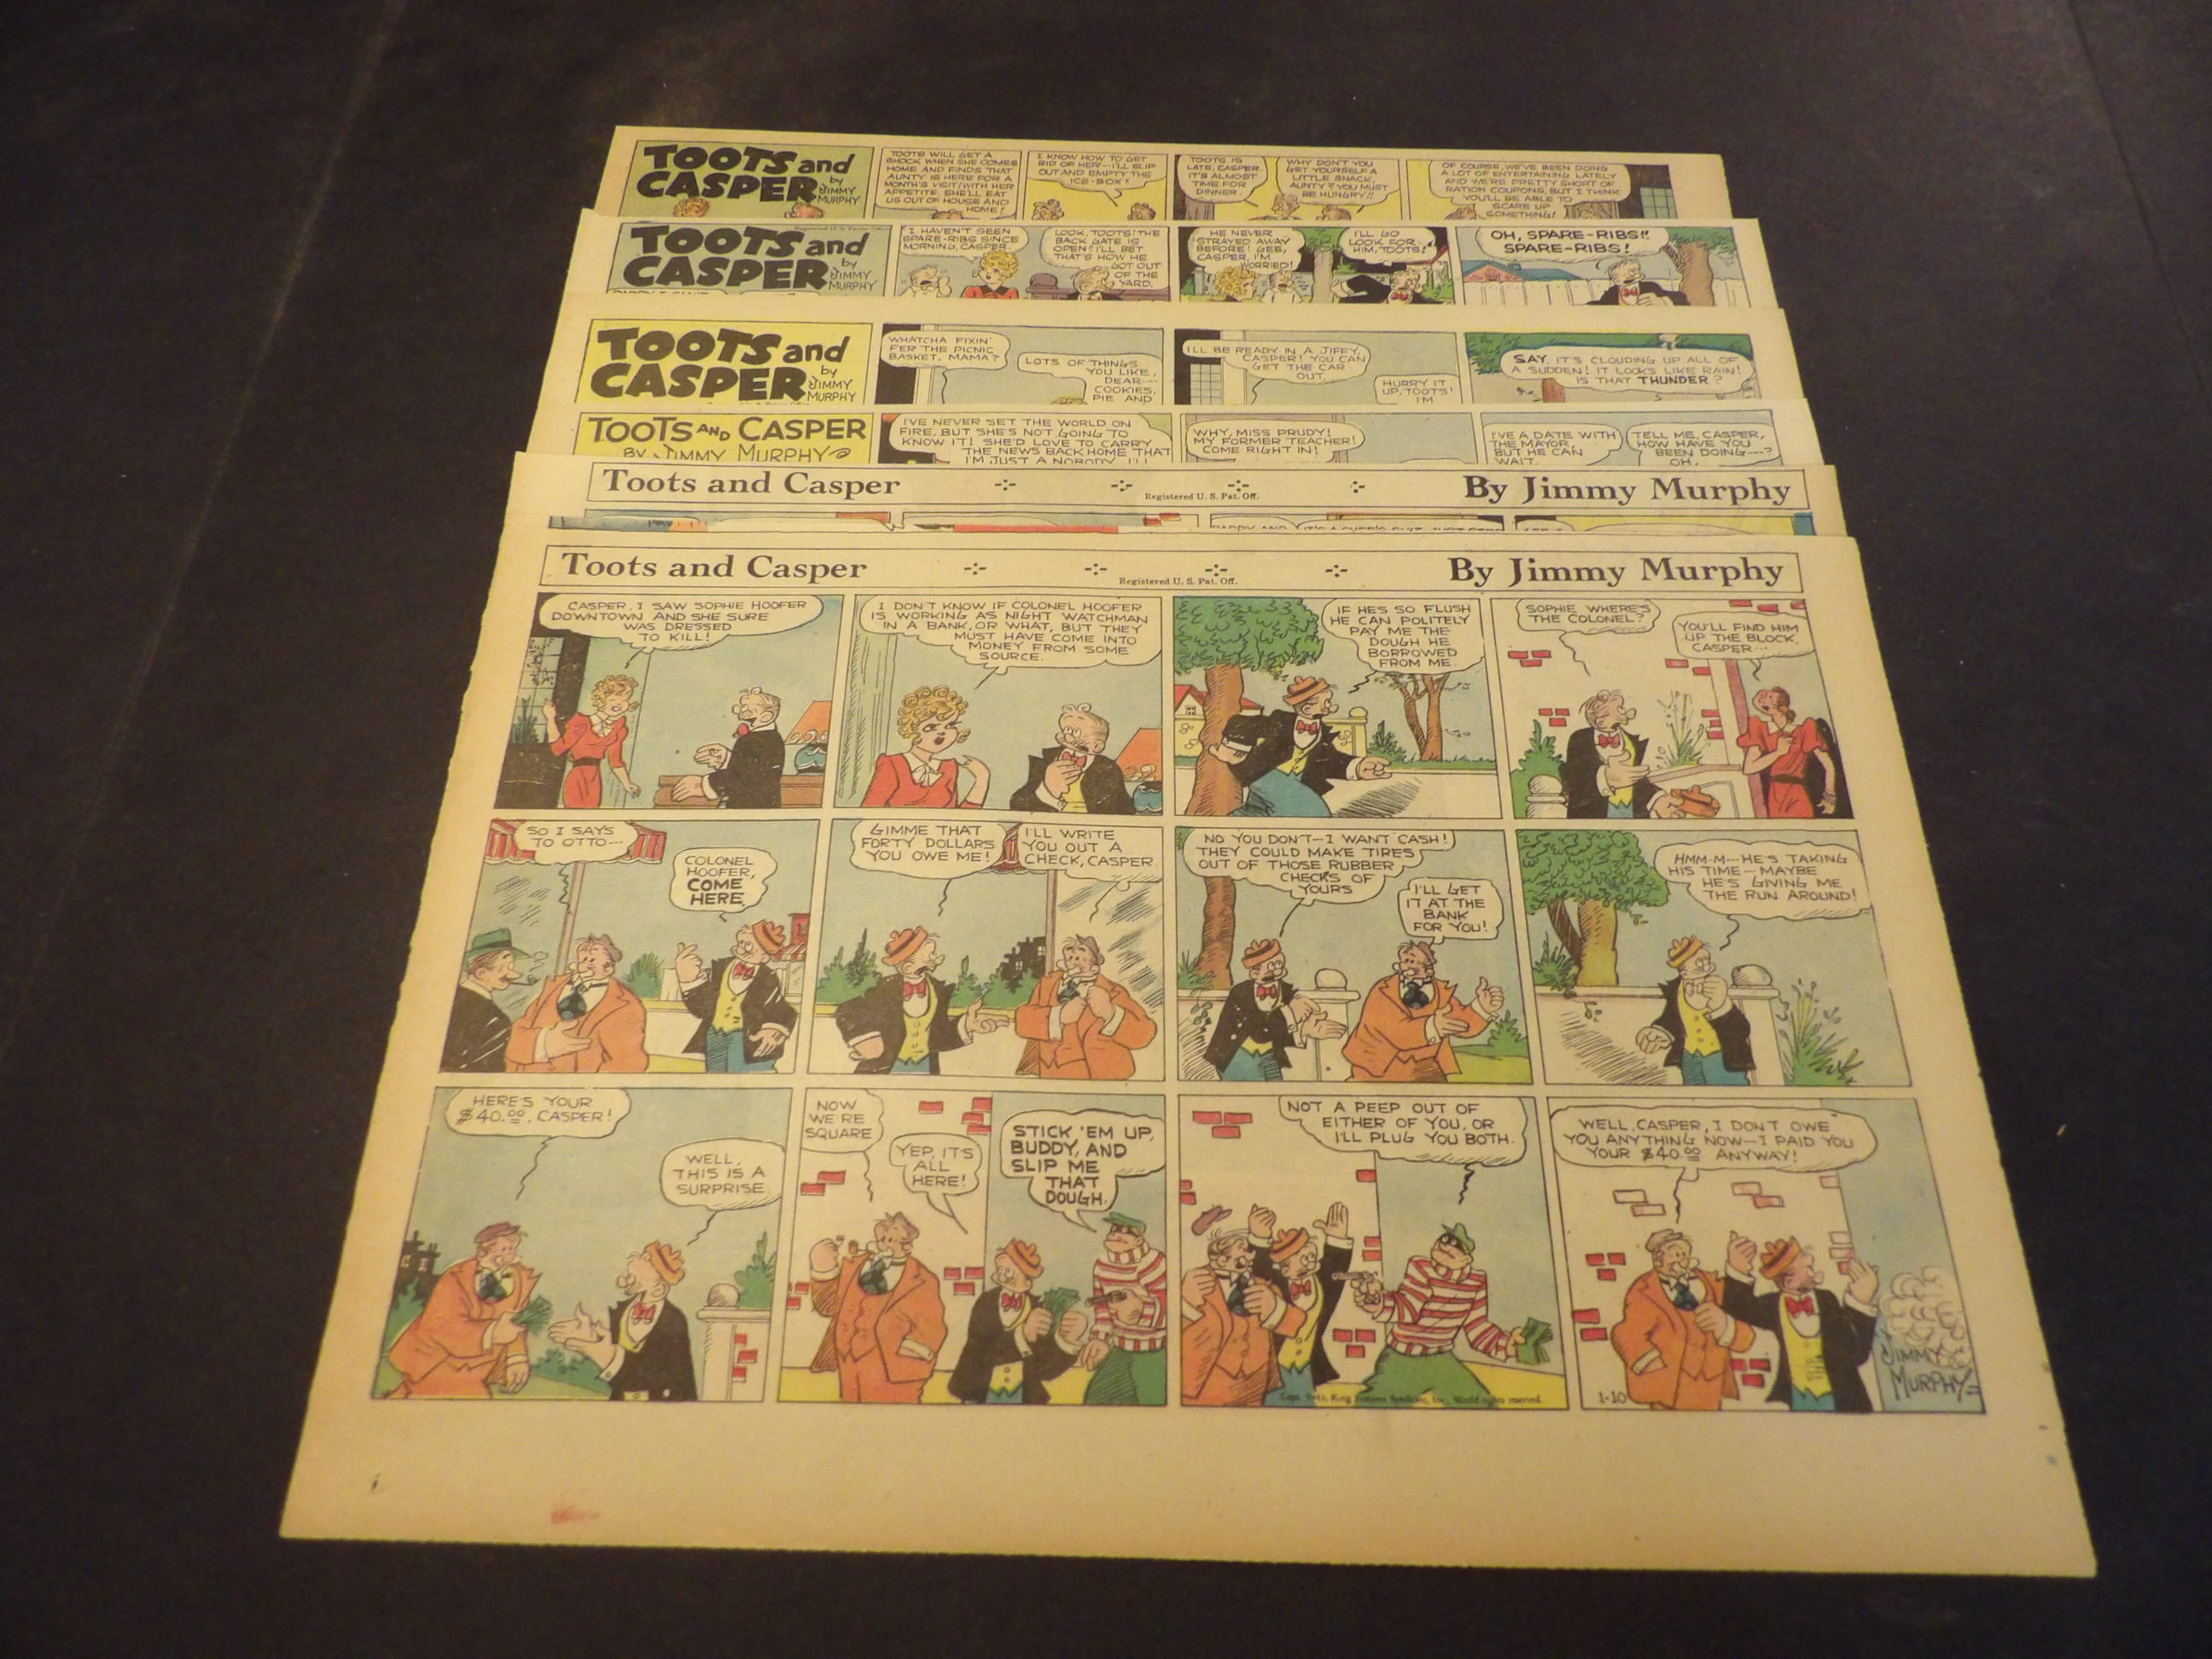 TOOTS and
CASPER
by
JIMMY
MURPHY
TOOTS WILL GET A
SHOCK WHEN SHE COMES
HOME AND FINDS THAT
AUNTY IS HERE FOR A
MONTH'S VISIT! WITH HER
APPETITE, SHE'LL EAT
US OUT OF HOUSE AND
HOME!
I KNOW HOW TO GET
RID OF HER--I'LL SLIP
OUT AND EMPTY THE
ICE-BOX!
TOOTS IS
LATE, CASPER
IT'S ALMOST
TIME FOR
DINNER.
WHY DON'T YOU
GET YOURSELF A
LITTLE SNACK,
AUNTY? YOU MUST
BE HUNGRY!!
OF COURSE, WE'VE BEEN DOING
A LOT OF ENTERTAINING LATELY
AND WE'RE PRETTY SHORT OF
RATION COUPONS, BUT I THINK
YOU'LL BE ABLE TO
SCARE UP
SOMETHING!
TOOTS and
CASPER
by
JIMMY
MURPHY
I HAVEN'T SEEN
SPARE-RIBS SINCE
MORNING, CASPER.
LOOK, TOOTS! THE
BACK GATE IS
OPEN! I'LL BET
THAT'S HOW HE
GOT OUT
OF THE
YARD.
HE NEVER
STRAYED AWAY
BEFORE! GEE,
CASPER, I'M
WORRIED!
I'LL GO
LOOK FOR
HIM, TOOTS!
OH, SPARE-RIBS!!
SPARE-RIBS!
TOOTS and
CASPER
by
JIMMY
MURPHY
WHATCHA FIXIN'
FER THE PICNIC
BASKET, MAMA?
LOTS OF THINGS
YOU LIKE,
DEAR--
COOKIES,
PIE AND
I'LL BE READY IN A JIFFY,
CASPER! YOU CAN
GET THE CAR
OUT.
HURRY IT
UP, TOOTS!
I'M
SAY, IT'S CLOUDING UP ALL OF
A SUDDEN! IT LOOKS LIKE RAIN!
IS THAT THUNDER?
TOOTS AND CASPER
BY JIMMY MURPHY
I'VE NEVER SET THE WORLD ON
FIRE, BUT SHE'S NOT GOING TO
KNOW IT! SHE'D LOVE TO CARRY
THE NEWS BACK HOME THAT
I'M JUST A NOBODY. I'LL
WHY, MISS PRUDY!
MY FORMER TEACHER!
COME RIGHT IN!
I'VE A DATE WITH
THE MAYOR,
BUT HE CAN
WAIT.
TELL ME, CASPER,
HOW HAVE YOU
BEEN DOING---?
OH,
Toots and Casper
Registered U. S. Pat. Off.
By Jimmy Murphy
Toots and Casper
Registered U. S. Pat. Off.
By Jimmy Murphy
CASPER, I SAW SOPHIE HOOFER
DOWNTOWN AND SHE SURE
WAS DRESSED
TO KILL!
I DON'T KNOW IF COLONEL HOOFER
IS WORKING AS NIGHT WATCHMAN
IN A BANK, OR WHAT, BUT THEY
MUST HAVE COME INTO
MONEY FROM SOME
SOURCE.
IF HE'S SO FLUSH
HE CAN POLITELY
PAY ME THE
DOUGH HE
BORROWED
FROM ME.
SOPHIE WHERE'S
THE COLONEL?
YOU'LL FIND HIM
UP THE BLOCK,
CASPER---
SO I SAYS
TO OTTO---
COLONEL
HOOFER,
COME
HERE.
GIMME THAT
FORTY DOLLARS
YOU OWE ME!
I'LL WRITE
YOU OUT A
CHECK, CASPER.
NO YOU DON'T--I WANT CASH!
THEY COULD MAKE TIRES
OUT OF THOSE RUBBER
CHECKS OF
YOURS
I'LL GET
IT AT THE
BANK
FOR YOU!
HMM-M--HE'S TAKING
HIS TIME--MAYBE
HE'S GIVING ME
THE RUN AROUND!
HERE'S YOUR
$40.00, CASPER!
WELL,
THIS IS A
SURPRISE.
NOW
WE'RE
SQUARE
YEP, IT'S
ALL
HERE!
STICK 'EM UP,
BUDDY, AND
SLIP ME
THAT
DOUGH.
NOT A PEEP OUT OF
EITHER OF YOU, OR
I'LL PLUG YOU BOTH.
King Features Syndicate, Inc., World rights reserved.
WELL, CASPER, I DON'T OWE
YOU ANYTHING NOW--I PAID YOU
YOUR $40.00 ANYWAY!
1-10
JIMMY
MURPHY